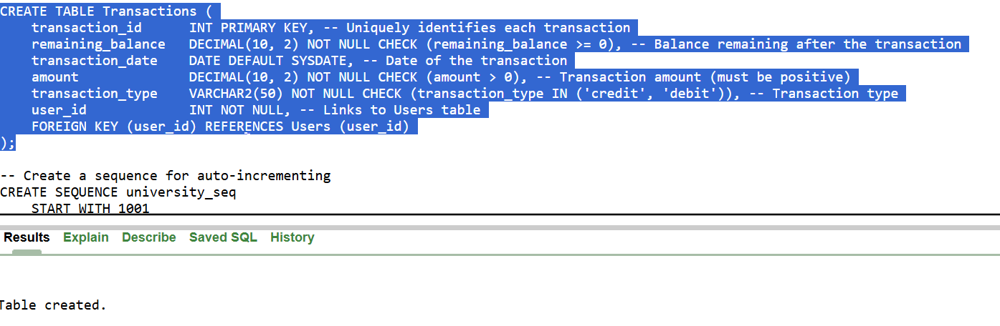 CREATE TABLE Transactions (
    transaction_id      INT PRIMARY KEY, -- Uniquely identifies each transaction
    remaining_balance   DECIMAL(10, 2) NOT NULL CHECK (remaining_balance >= 0), -- Balance remaining after the transaction
    transaction_date    DATE DEFAULT SYSDATE, -- Date of the transaction
    amount              DECIMAL(10, 2) NOT NULL CHECK (amount > 0), -- Transaction amount (must be positive)
    transaction_type    VARCHAR2(50) NOT NULL CHECK (transaction_type IN ('credit', 'debit')), -- Transaction type
    user_id             INT NOT NULL, -- Links to Users table
    FOREIGN KEY (user_id) REFERENCES Users (user_id)
);
-- Create a sequence for auto-incrementing
CREATE SEQUENCE university_seq
    START WITH 1001
Results Explain Describe Saved SQL History
Table created.